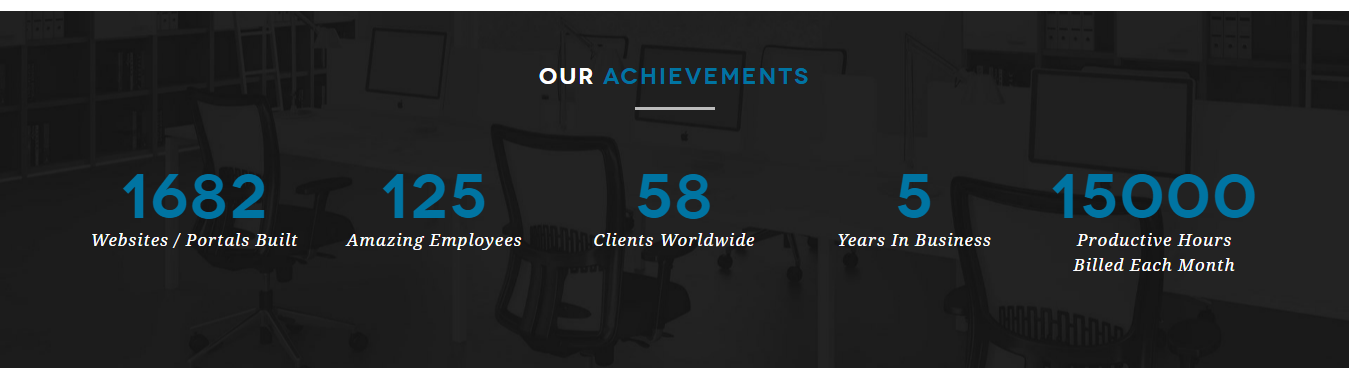 OUR ACHIEVEMENTS
1682
Websites / Portals Built
125
Amazing Employees
58
Clients Worldwide
5
Years In Business
15000
Productive Hours
Billed Each Month